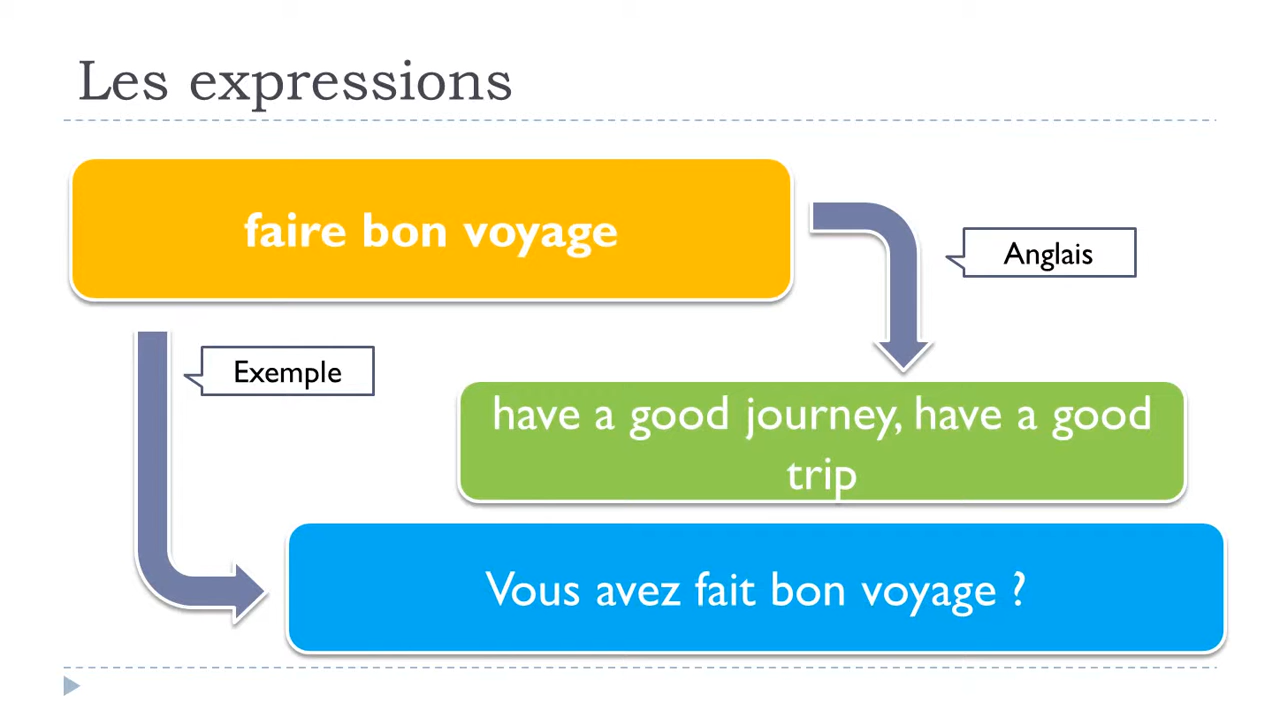 Les expressions
faire bon voyage
Anglais
Exemple
have a good journey, have a good
trip
Vous avez fait bon voyage ?